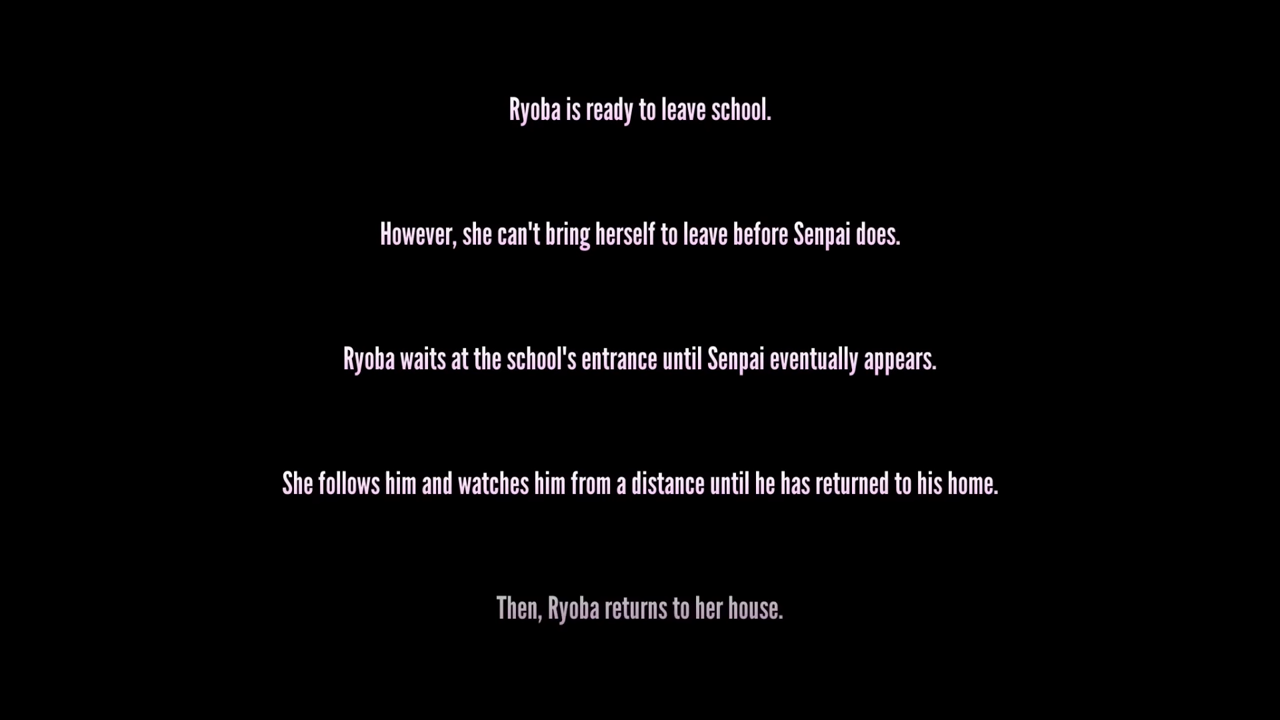 Ryoba is ready to leave school.
However, she can't bring herself to leave before Senpai does.
Ryoba waits at the school's entrance until Senpai eventually appears.
She follows him and watches him from a distance until he has returned to his home.
Then, Ryoba returns to her house.